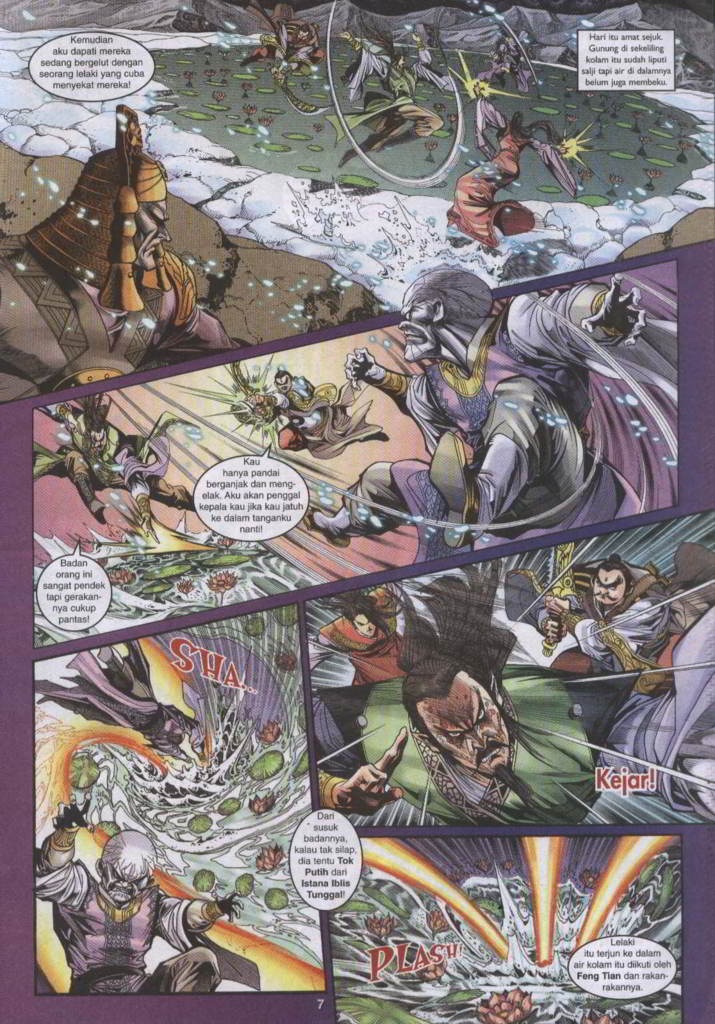 Kemudian
aku dapati mereka
sedang bergelut dengan
seorang lelaki yang cuba
menyekat mereka!
Hari itu amat sejuk.
Gunung di sekeliling
kolam itu sudah liputi
salji tapi air di dalamnya
belum juga membeku.
Kau
hanya pandai
berganjak dan meng-
elak. Aku akan penggal
kepala kau jika kau jatuh
ke dalam tanganku
nanti!
Badan
orang ini
sangat pendek
tapi gerakan-
nya cukup
pantas!
SHA...
Kejar!
Dari
susuk
badannya,
kalau tak silap,
dia tentu Tok
Putih dari
Istana Iblis
Tunggal!
PLASH!
Lelaki
itu terjun ke dalam
air kolam itu diikuti oleh
Feng Tian dan rakan-
rakannya.
7